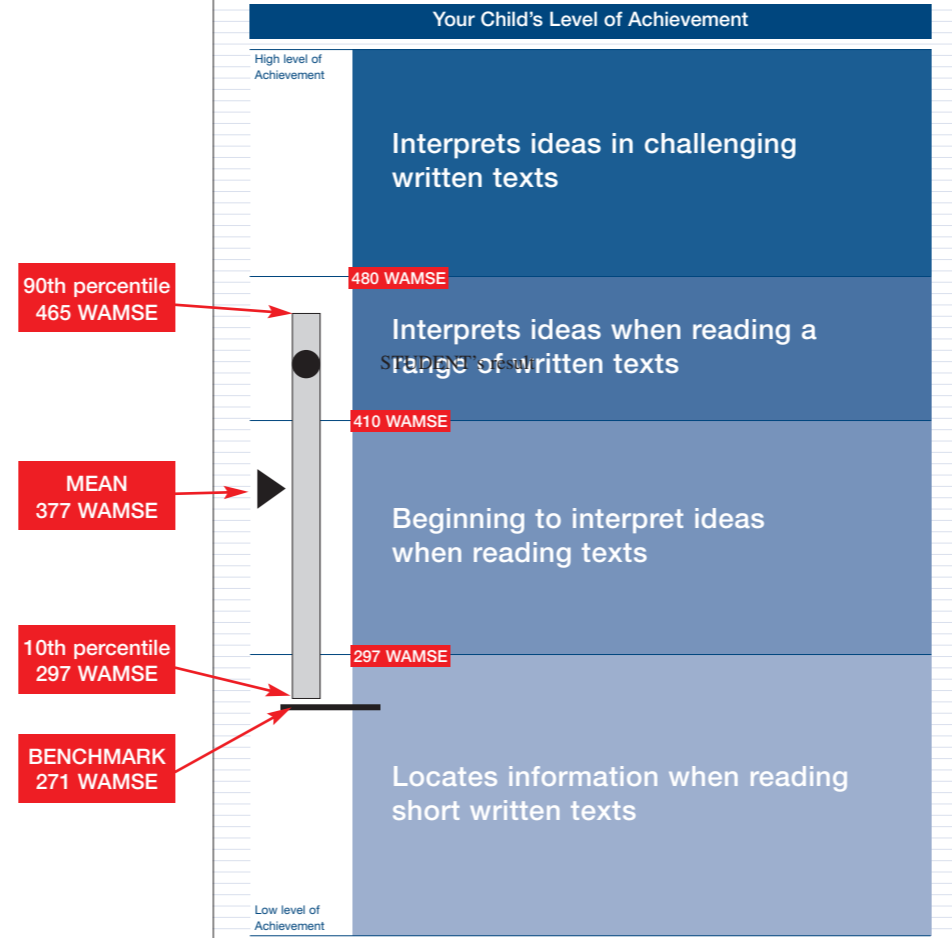 Your Child's Level of Achievement
High level of
Achievement
Interprets ideas in challenging
written texts
480 WAMSE
90th percentile
465 WAMSE
Interprets ideas when reading a
range of written texts
STUDENT's result
410 WAMSE
MEAN
377 WAMSE
Beginning to interpret ideas
when reading texts
10th percentile
297 WAMSE
297 WAMSE
BENCHMARK
271 WAMSE
Locates information when reading
short written texts
Low level of
Achievement